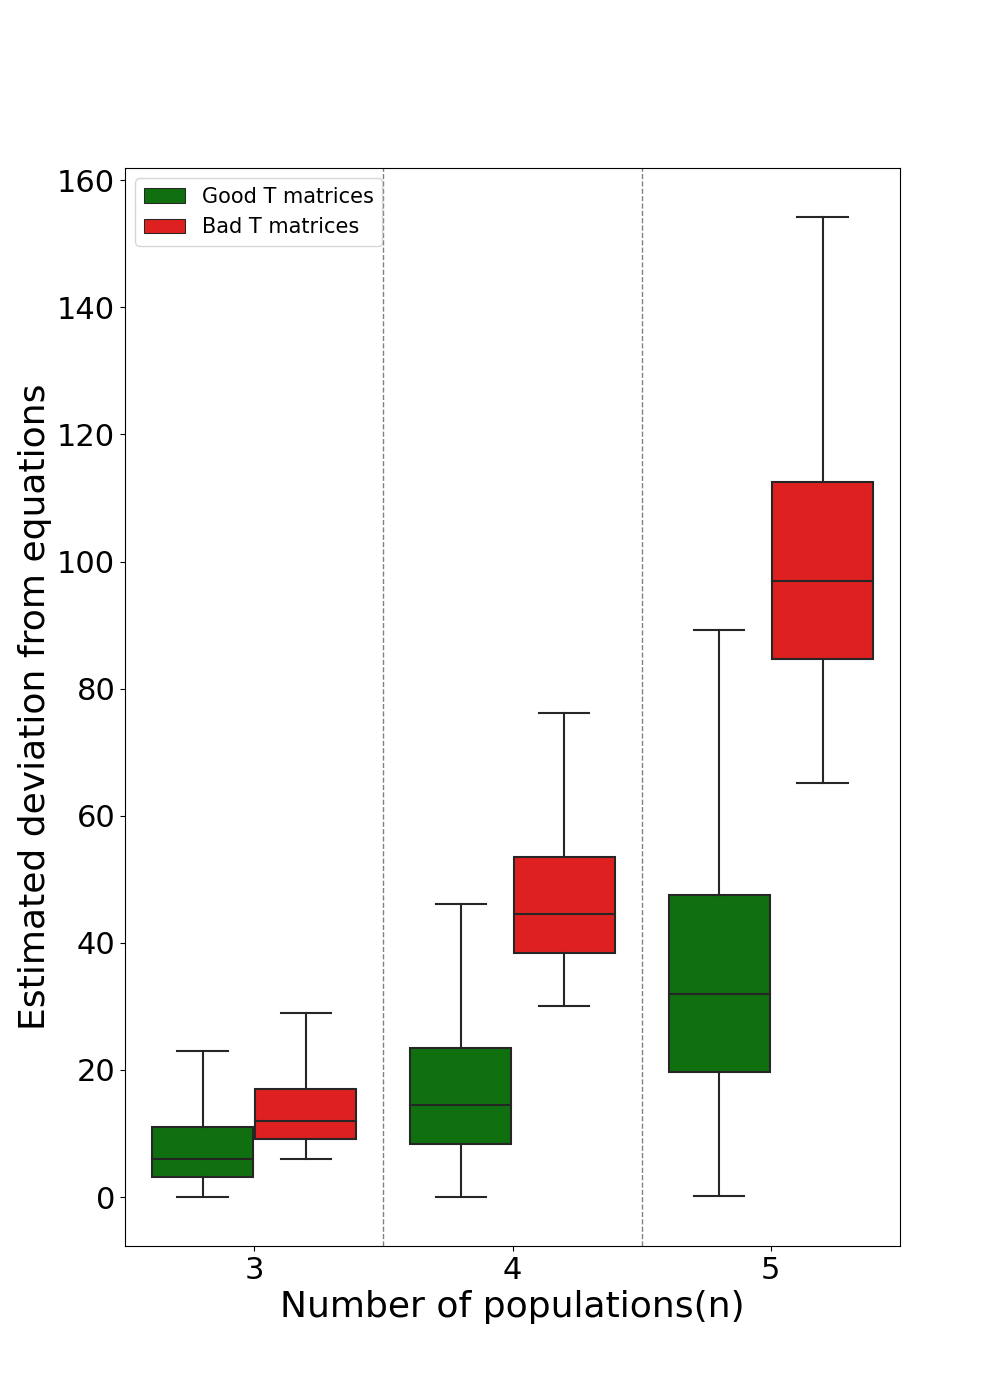 Good T matrices
Bad T matrices
160
140
120
100
80
60
40
20
0
Estimated deviation from equations
3 4 5
Number of populations(n)